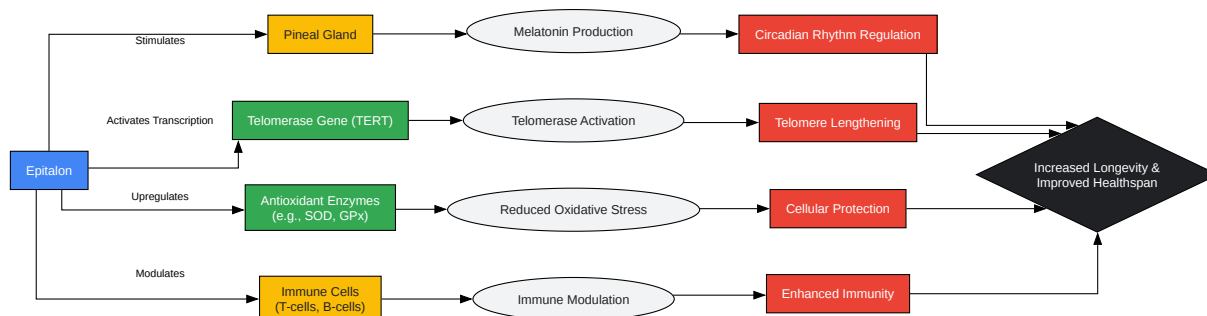 Stimulates
Pineal Gland
Melatonin Production
Circadian Rhythm Regulation
Activates Transcription
Telomerase Gene (TERT)
Telomerase Activation
Telomere Lengthening
Epitalon
Increased Longevity &
Improved Healthspan
Upregulates
Antioxidant Enzymes
(e.g., SOD, GPx)
Reduced Oxidative Stress
Cellular Protection
Modulates
Immune Cells
(T-cells, B-cells)
Immune Modulation
Enhanced Immunity